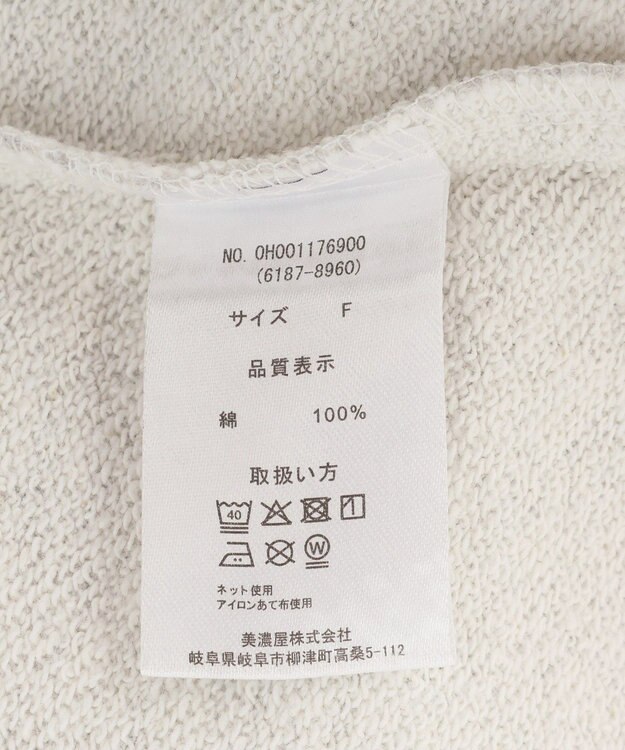 NO. OH001176900
(6187-8960)
サイズ F
品質表示
綿 100%
取扱い方
40
W
ネット使用
アイロンあて布使用
美濃屋株式会社
岐阜県岐阜市柳津町高桑5-112